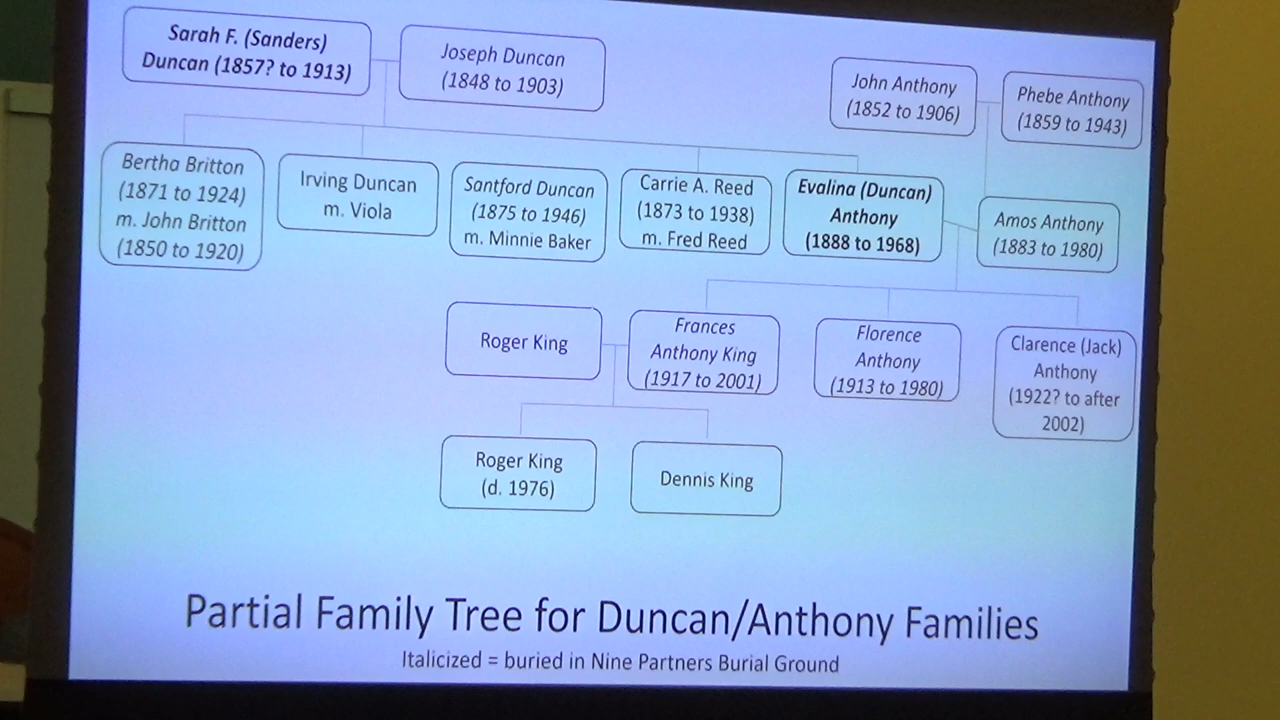 Sarah F. (Sanders)
Duncan (1857? to 1913)
Joseph Duncan
(1848 to 1903)
John Anthony
(1852 to 1906)
Phebe Anthony
(1859 to 1943)
Bertha Britton
(1871 to 1924)
m. John Britton
(1850 to 1920)
Irving Duncan
m. Viola
Santford Duncan
(1875 to 1946)
m. Minnie Baker
Carrie A. Reed
(1873 to 1938)
m. Fred Reed
Evalina (Duncan)
Anthony
(1888 to 1968)
Amos Anthony
(1883 to 1980)
Roger King
Frances
Anthony King
(1917 to 2001)
Florence
Anthony
(1913 to 1980)
Clarence (Jack)
Anthony
(1922? to after
2002)
Roger King
(d. 1976)
Dennis King
Partial Family Tree for Duncan/Anthony Families
Italicized = buried in Nine Partners Burial Ground